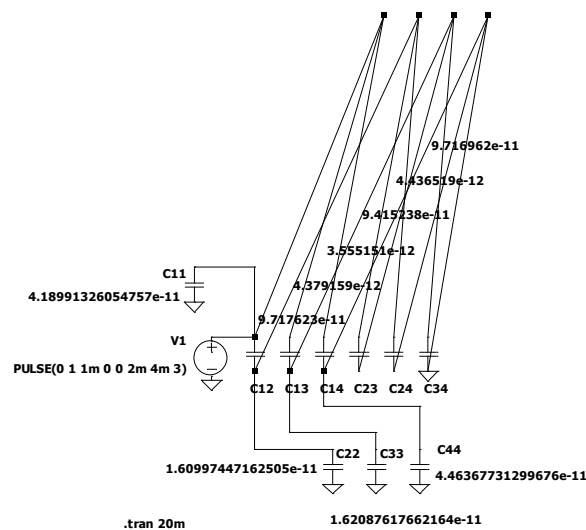 9.716962e-11
4.436519e-12
9.415238e-11
3.555151e-12
C11
4.379159e-12
4.18991326054757e-11
9.717623e-11
V1
PULSE(0 1 1m 0 0 2m 4m 3)
C12 C13 C14 C23 C24 C34
C22 C33 C44
1.60997447162505e-11
4.46367731299676e-11
1.62087617662164e-11
.tran 20m